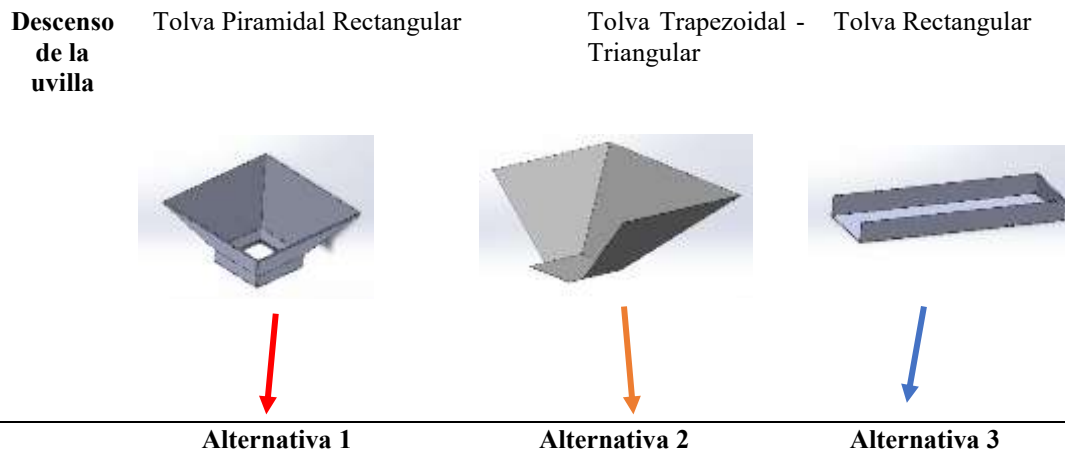 Descenso
de la
uvilla
Tolva Piramidal Rectangular
Tolva Trapezoidal -
Triangular
Tolva Rectangular
Alternativa 1
Alternativa 2
Alternativa 3